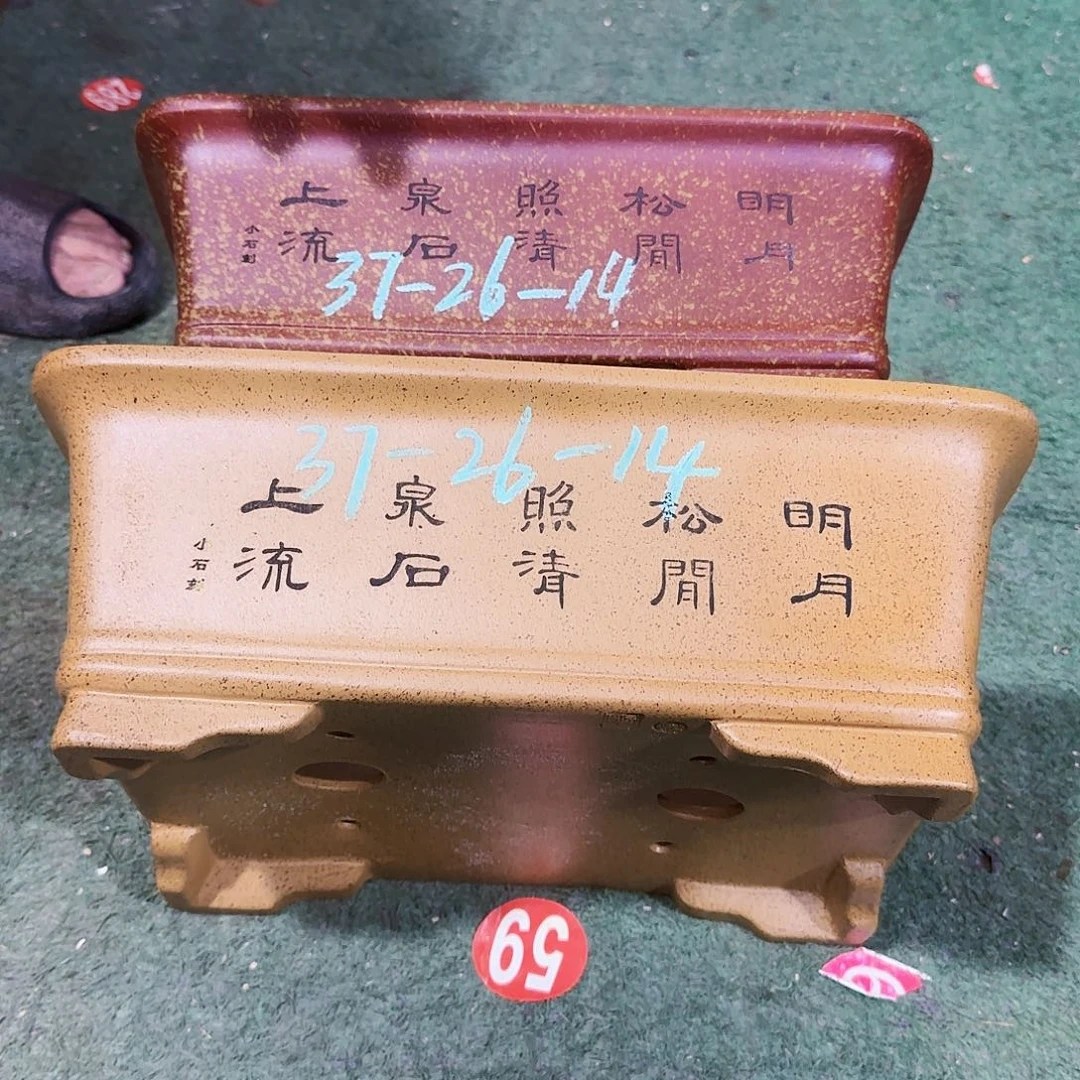 明月
松間
照清
泉石
上流
小石刻
37-26-14
37-26-14
明月
松間
照清
泉石
上流
小石刻
59